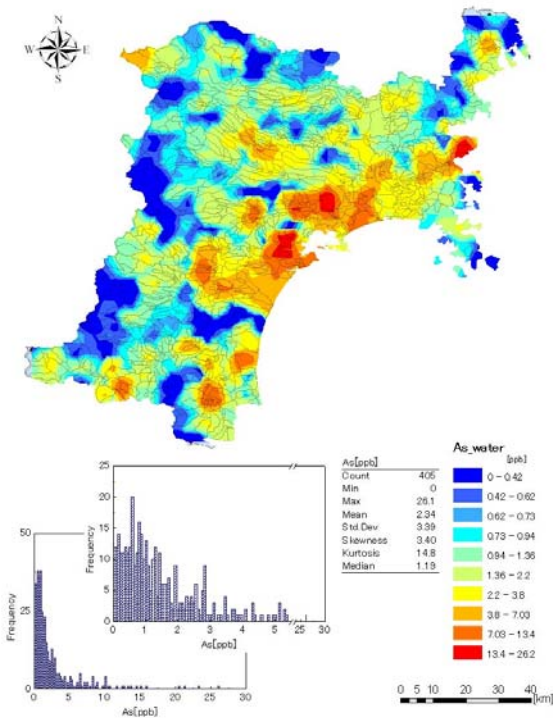 N
W E
S
As[ppb]
Count 405
Min 0
Max 26.1
Mean 2.34
Std.Dev 3.39
Skewness 3.40
Kurtosis 14.8
Median 1.19
As_water
[ppb]
0 – 0.42
0.42 – 0.62
0.62 – 0.73
0.73 – 0.94
0.94 – 1.36
1.36 – 2.2
2.2 – 3.8
3.8 – 7.03
7.03 – 13.4
13.4 – 26.2
25
20
15
10
5
0
Frequency
0 1 2 3 4 5 25 30
As[ppb]
50
25
0
Frequency
0 5 10 15 20 25 30
As[ppb]
0 5 10 20 30 40
[km]